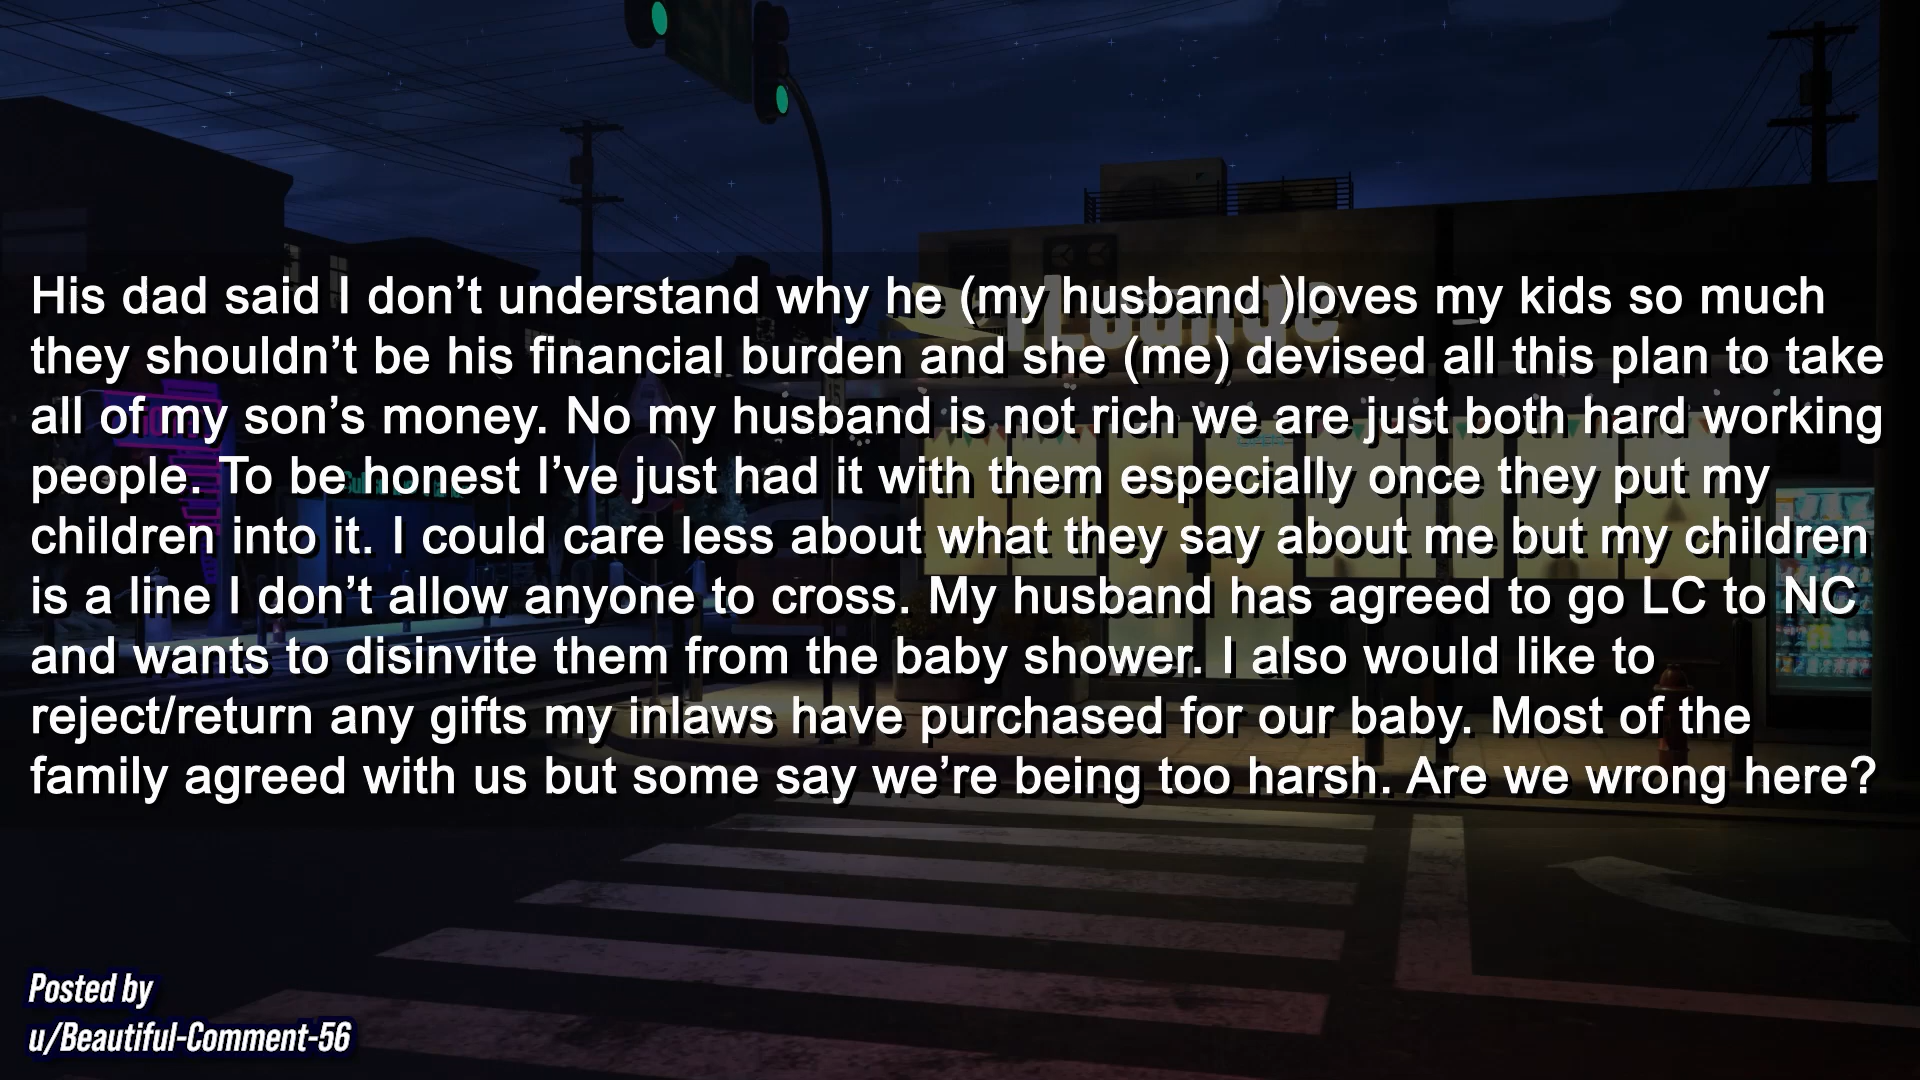 His dad said I don’t understand why he (my husband )loves my kids so much
they shouldn’t be his financial burden and she (me) devised all this plan to take
all of my son’s money. No my husband is not rich we are just both hard working
people. To be honest I’ve just had it with them especially once they put my
children into it. I could care less about what they say about me but my children
is a line I don’t allow anyone to cross. My husband has agreed to go LC to NC
and wants to disinvite them from the baby shower. I also would like to
reject/return any gifts my inlaws have purchased for our baby. Most of the
family agreed with us but some say we’re being too harsh. Are we wrong here?
Posted by
u/Beautiful-Comment-56